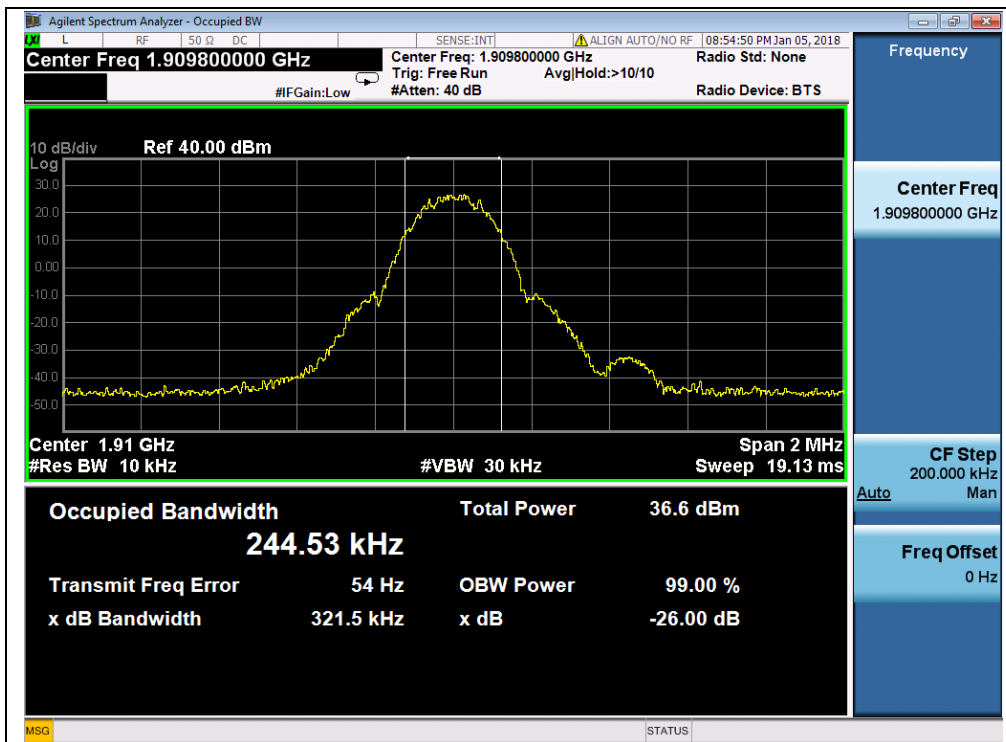 Agilent Spectrum Analyzer - Occupied BW
LXI L RF 50 Ω DC SENSE:INT ALIGN AUTO/NO RF 08:54:50 PM Jan 05, 2018
Center Freq 1.909800000 GHz
Center Freq: 1.909800000 GHz Radio Std: None
Trig: Free Run Avg|Hold:>10/10
#IFGain:Low #Atten: 40 dB Radio Device: BTS
10 dB/div Ref 40.00 dBm
Log
30.0
20.0
10.0
0.00
-10.0
-20.0
-30.0
-40.0
-50.0
Center 1.91 GHz Span 2 MHz
#Res BW 10 kHz #VBW 30 kHz Sweep 19.13 ms
Occupied Bandwidth Total Power 36.6 dBm
244.53 kHz
Transmit Freq Error 54 Hz OBW Power 99.00 %
x dB Bandwidth 321.5 kHz x dB -26.00 dB
MSG STATUS
Frequency
Center Freq
1.909800000 GHz
CF Step
200.000 kHz
Auto Man
Freq Offset
0 Hz